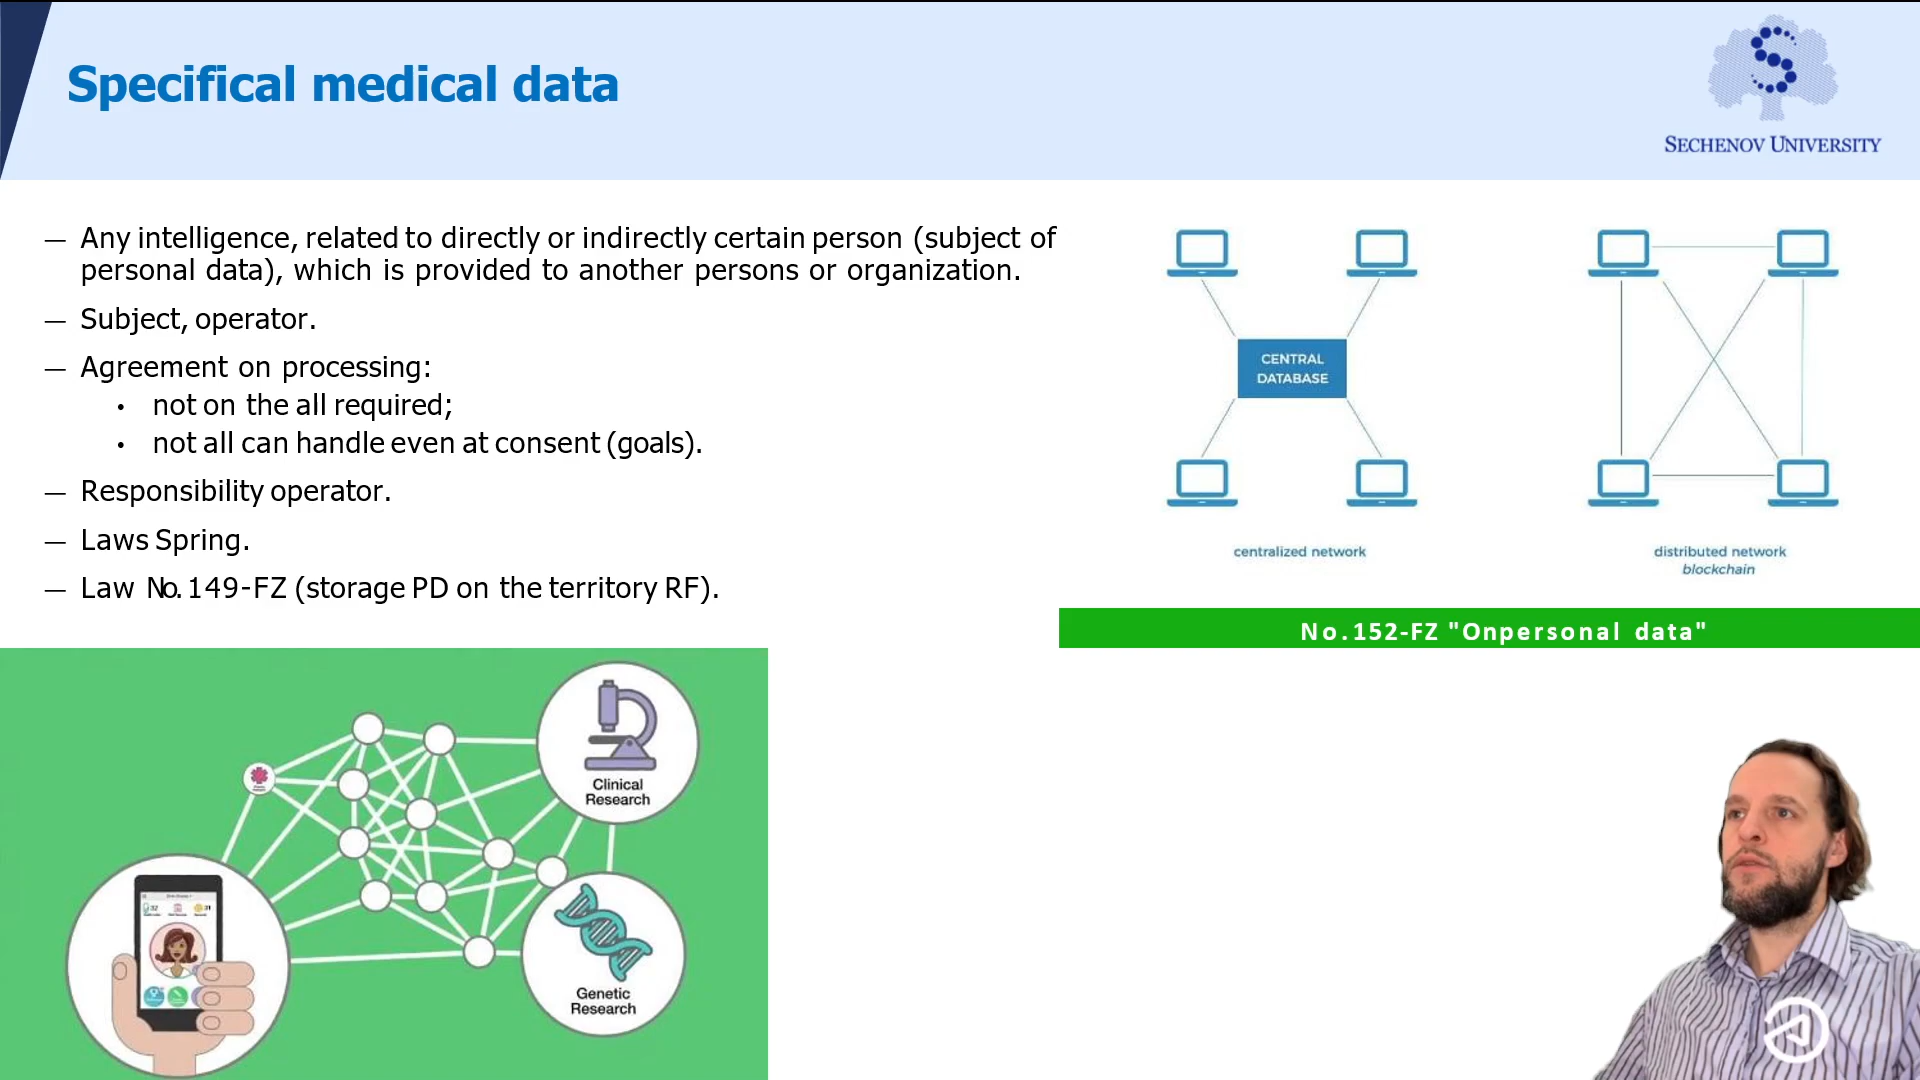 Specifical medical data
SECHENOV UNIVERSITY
— Any intelligence, related to directly or indirectly certain person (subject of
personal data), which is provided to another persons or organization.
— Subject, operator.
— Agreement on processing:
• not on the all required;
• not all can handle even at consent (goals).
— Responsibility operator.
— Laws Spring.
— Law No.149-FZ (storage PD on the territory RF).
CENTRAL
DATABASE
centralized network
distributed network
blockchain
No.152-FZ "Onpersonal data"
Clinical
Research
Genetic
Research
32
31